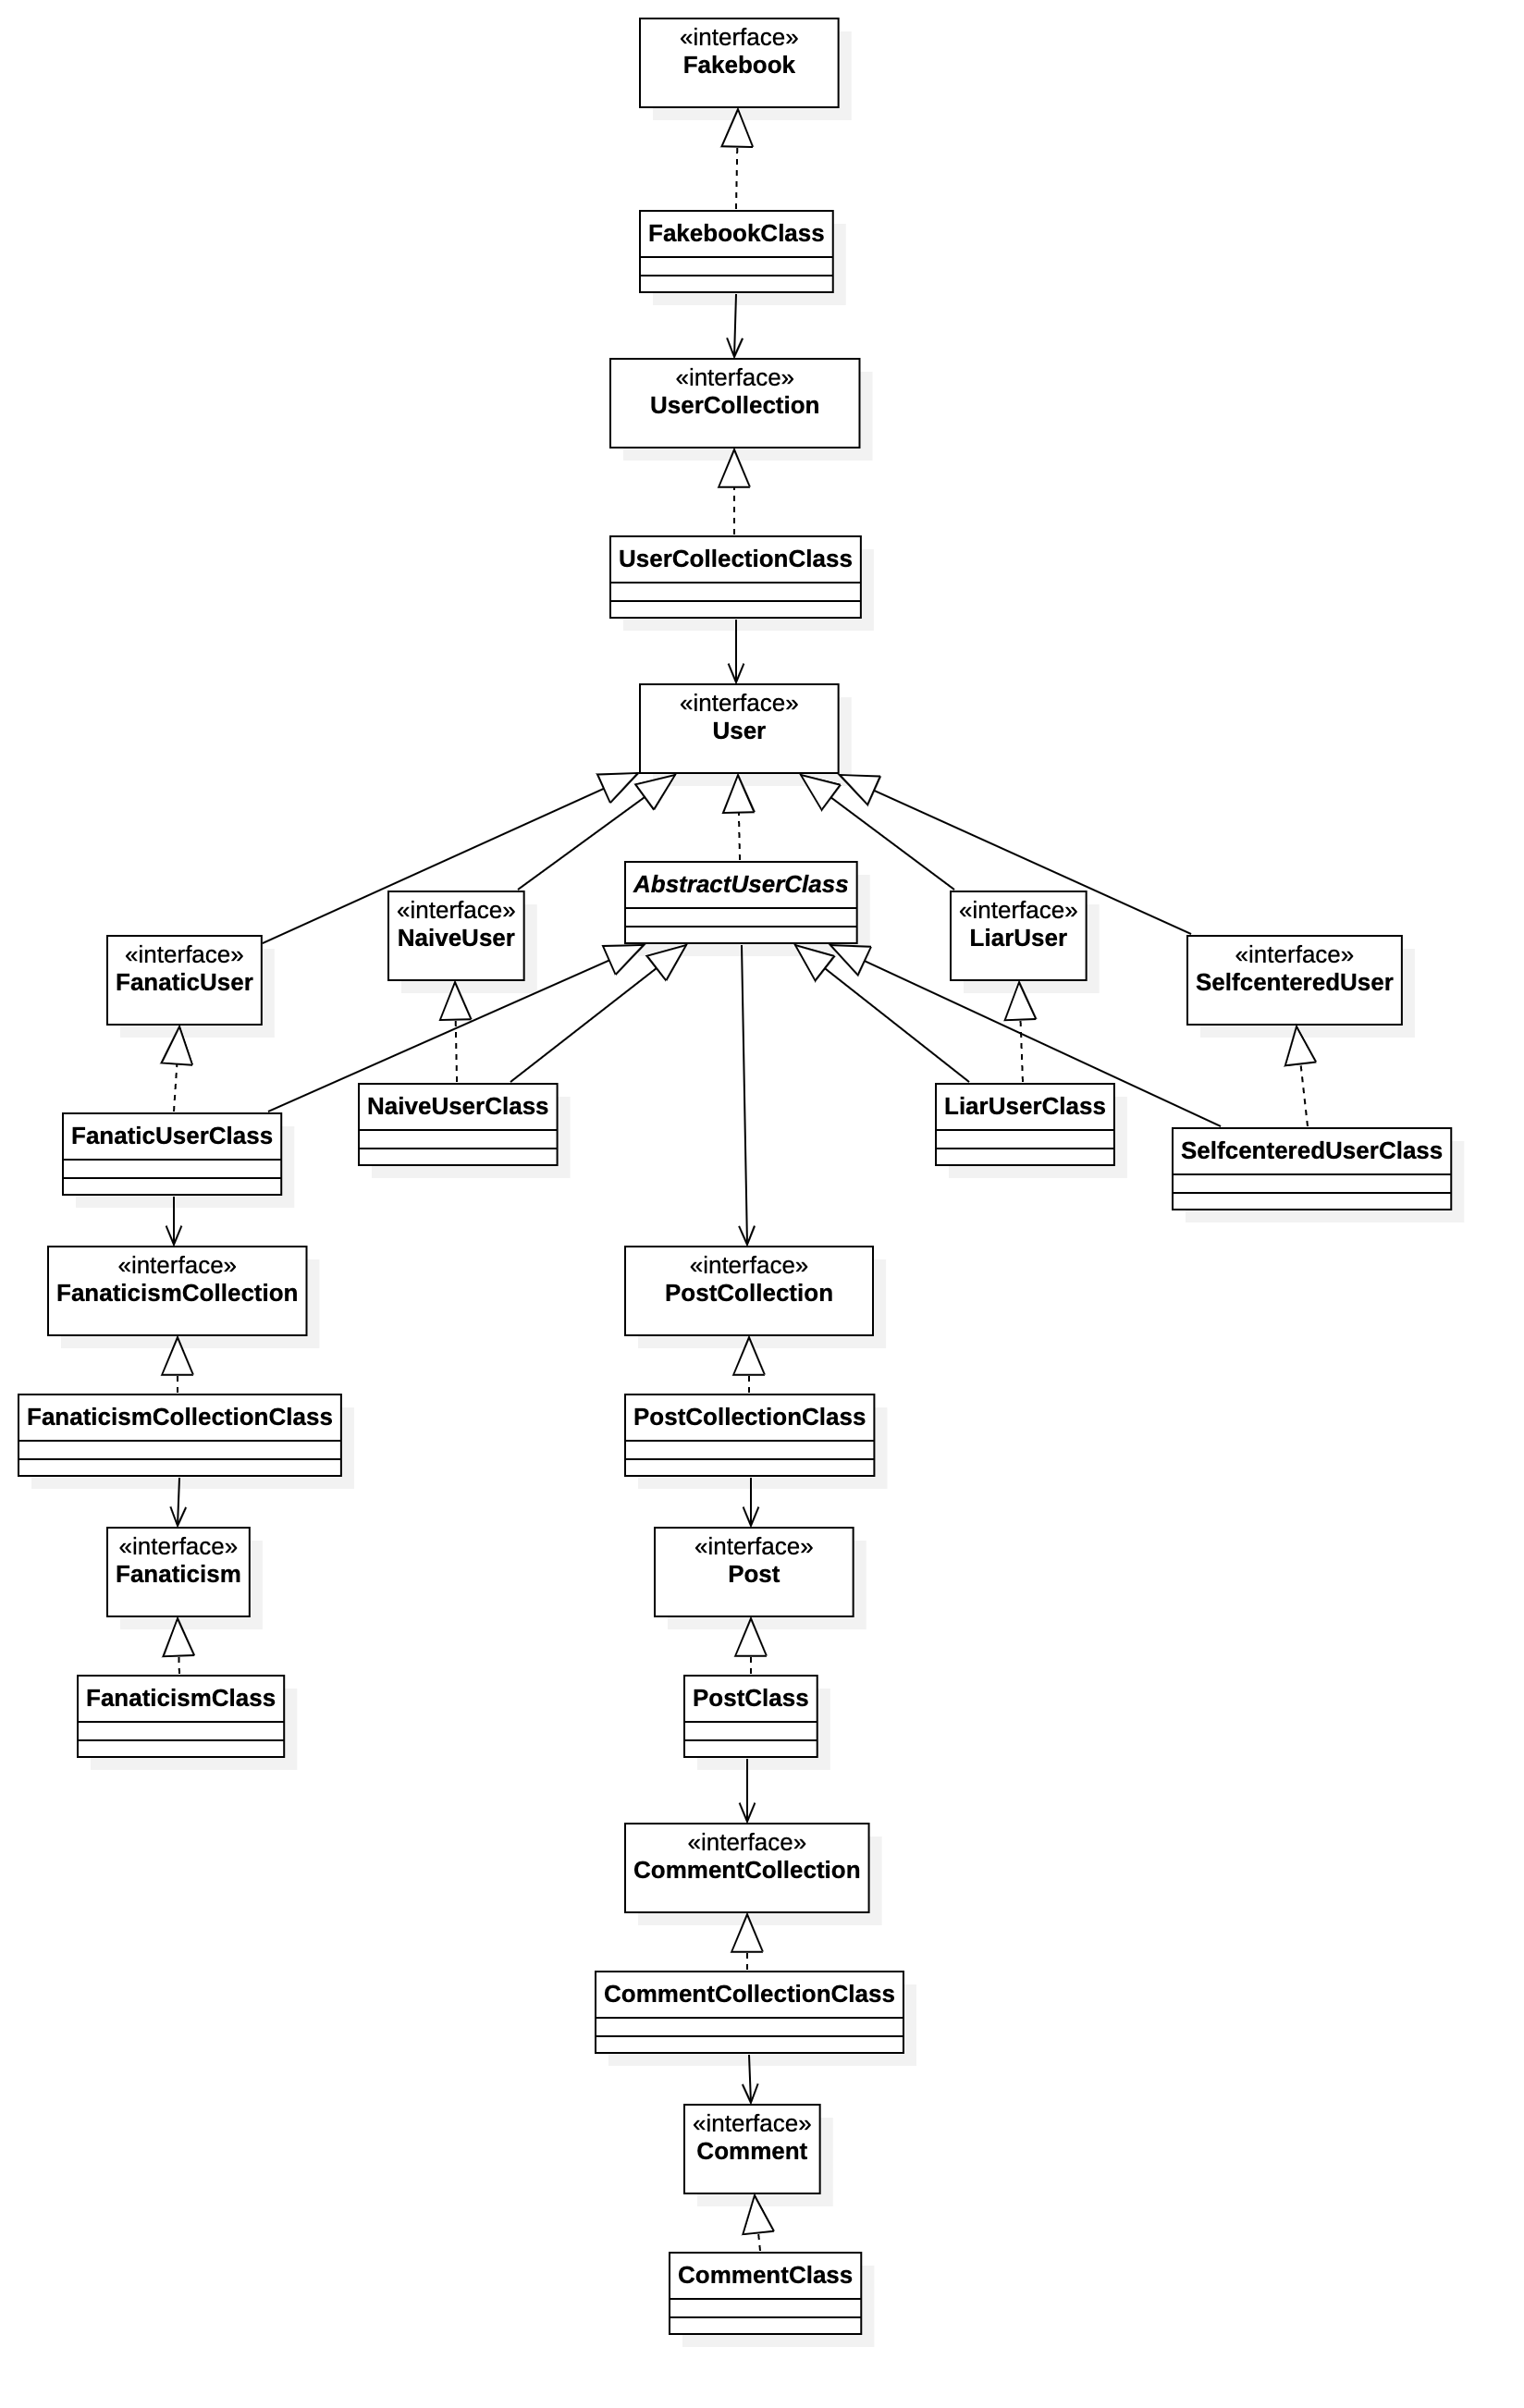 «interface»
Fakebook
FakebookClass
«interface»
UserCollection
UserCollectionClass
«interface»
User
AbstractUserClass
«interface»
NaiveUser
«interface»
LiarUser
«interface»
FanaticUser
«interface»
SelfcenteredUser
NaiveUserClass
LiarUserClass
FanaticUserClass
SelfcenteredUserClass
«interface»
FanaticismCollection
«interface»
PostCollection
FanaticismCollectionClass
PostCollectionClass
«interface»
Fanaticism
«interface»
Post
FanaticismClass
PostClass
«interface»
CommentCollection
CommentCollectionClass
«interface»
Comment
CommentClass